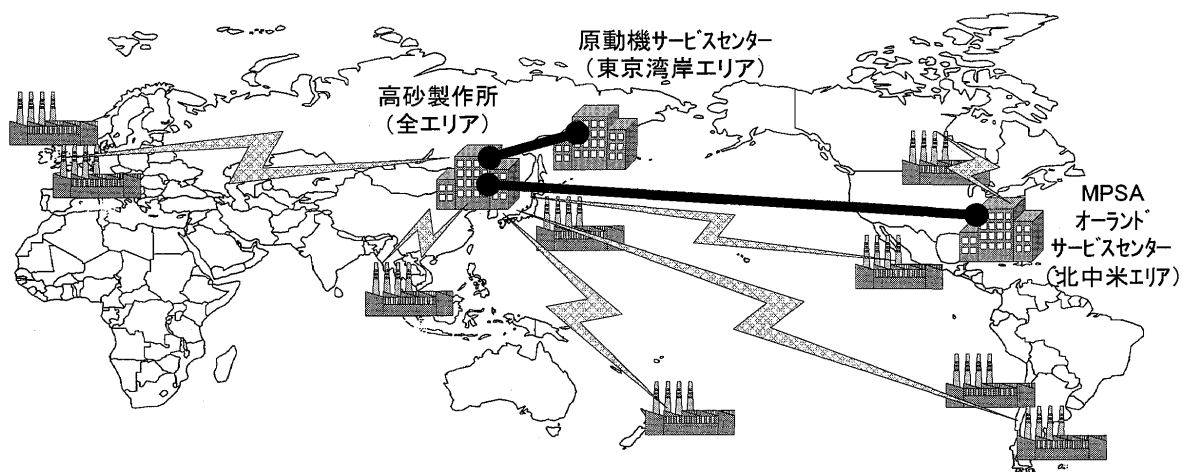 原動機サービスセンター
（東京湾岸エリア）
高砂製作所
（全エリア）
MPSA
オーランド
サービスセンター
（北中米エリア）